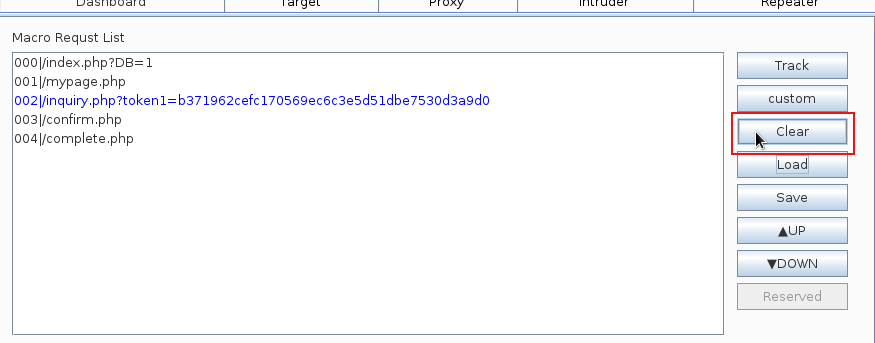 Dashboard Target Proxy Intruder Repeater
Macro Requst List
000|/index.php?DB=1
001|/mypage.php
002|/inquiry.php?token1=b371962cefc170569ec6c3e5d51dbe7530d3a9d0
003|/confirm.php
004|/complete.php
Track
custom
Clear
Load
Save
▲UP
▼DOWN
Reserved